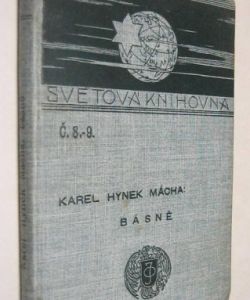 SVĚTOVÁ KNIHOVNA
Č. 8.-9.
KAREL HYNEK MÁCHA:
BÁSNĚ